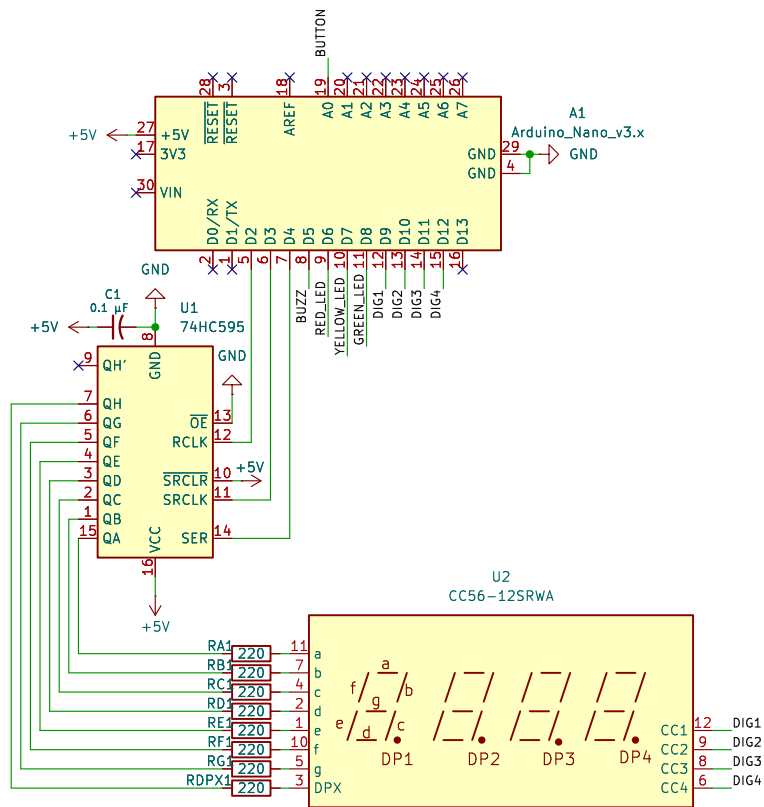 BUTTON
28 3 18 19 20 21 22 23 24 25 26
RESET RESET AREF A0 A1 A2 A3 A4 A5 A6 A7
A1
Arduino_Nano_v3.x
+5V 27 +5V
17 3V3
30 VIN
GND 29 GND
GND 4
D0/RX D1/TX D2 D3 D4 D5 D6 D7 D8 D9 D10 D11 D12 D13
2 1 5 6 7 8 9 10 11 12 13 14 15 16
BUZZ RED_LED YELLOW_LED GREEN_LED DIG1 DIG2 DIG3 DIG4
GND
C1
0.1 µF
+5V
U1
74HC595
8 GND
GND
9 QH'
7 QH
6 QG
5 QF
4 QE
3 QD
2 QC
1 QB
15 QA
OE 13
RCLK 12
SRCLR 10 +5V
SRCLK 11
SER 14
VCC 16
+5V
U2
CC56-12SRWA
RA1 220 11 a
RB1 220 7 b
RC1 220 4 c
RD1 220 2 d
RE1 220 1 e
RF1 220 10 f
RG1 220 5 g
RDPX1 220 3 DPX
a
f b
g
e d c
DP1 DP2 DP3 DP4
CC1 12 DIG1
CC2 9 DIG2
CC3 8 DIG3
CC4 6 DIG4